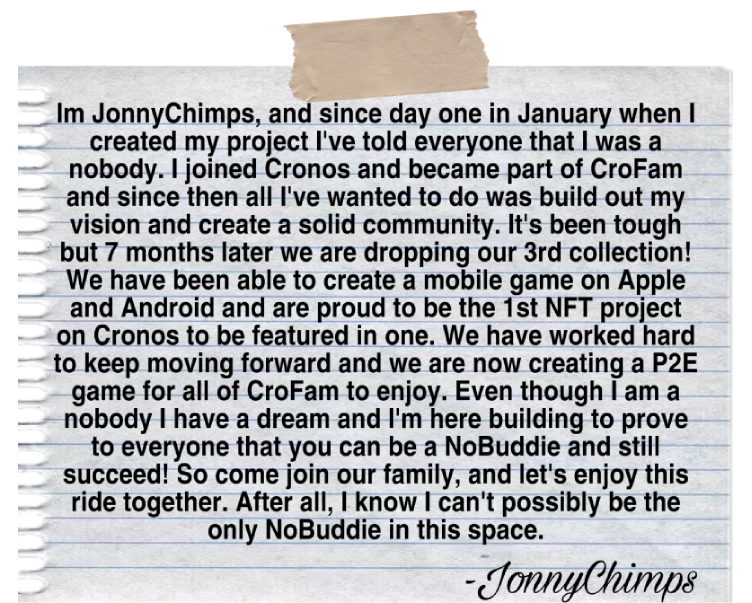 Im JonnyChimps, and since day one in January when I
created my project I've told everyone that I was a
nobody. I joined Cronos and became part of CroFam
and since then all I've wanted to do was build out my
vision and create a solid community. It's been tough
but 7 months later we are dropping our 3rd collection!
We have been able to create a mobile game on Apple
and Android and are proud to be the 1st NFT project
on Cronos to be featured in one. We have worked hard
to keep moving forward and we are now creating a P2E
game for all of CroFam to enjoy. Even though I am a
nobody I have a dream and I'm here building to prove
to everyone that you can be a NoBuddie and still
succeed! So come join our family, and let's enjoy this
ride together. After all, I know I can't possibly be the
only NoBuddie in this space.
-JonnyChimps